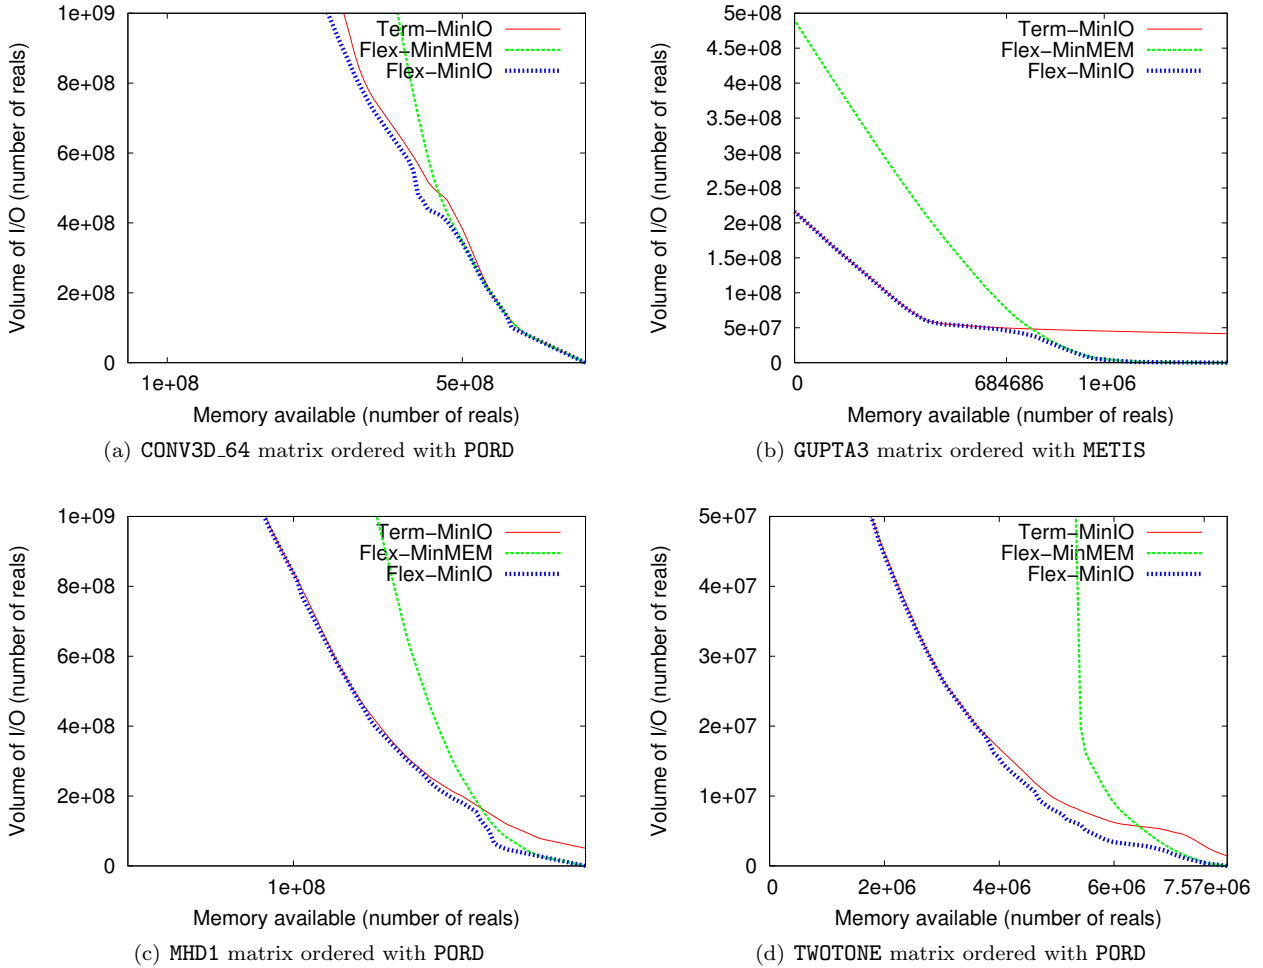 Volume of I/O (number of reals)
1e+09
8e+08
6e+08
4e+08
2e+08
0
Term−MinIO
Flex−MinMEM
Flex−MinIO
1e+08
5e+08
Memory available (number of reals)
(a) CONV3D_64 matrix ordered with PORD
Volume of I/O (number of reals)
5e+08
4.5e+08
4e+08
3.5e+08
3e+08
2.5e+08
2e+08
1.5e+08
1e+08
5e+07
0
Term−MinIO
Flex−MinMEM
Flex−MinIO
0
684686
1e+06
Memory available (number of reals)
(b) GUPTA3 matrix ordered with METIS
Volume of I/O (number of reals)
1e+09
8e+08
6e+08
4e+08
2e+08
0
Term−MinIO
Flex−MinMEM
Flex−MinIO
1e+08
Memory available (number of reals)
(c) MHD1 matrix ordered with PORD
Volume of I/O (number of reals)
5e+07
4e+07
3e+07
2e+07
1e+07
0
Term−MinIO
Flex−MinMEM
Flex−MinIO
0
2e+06
4e+06
6e+06
7.57e+06
Memory available (number of reals)
(d) TWOTONE matrix ordered with PORD